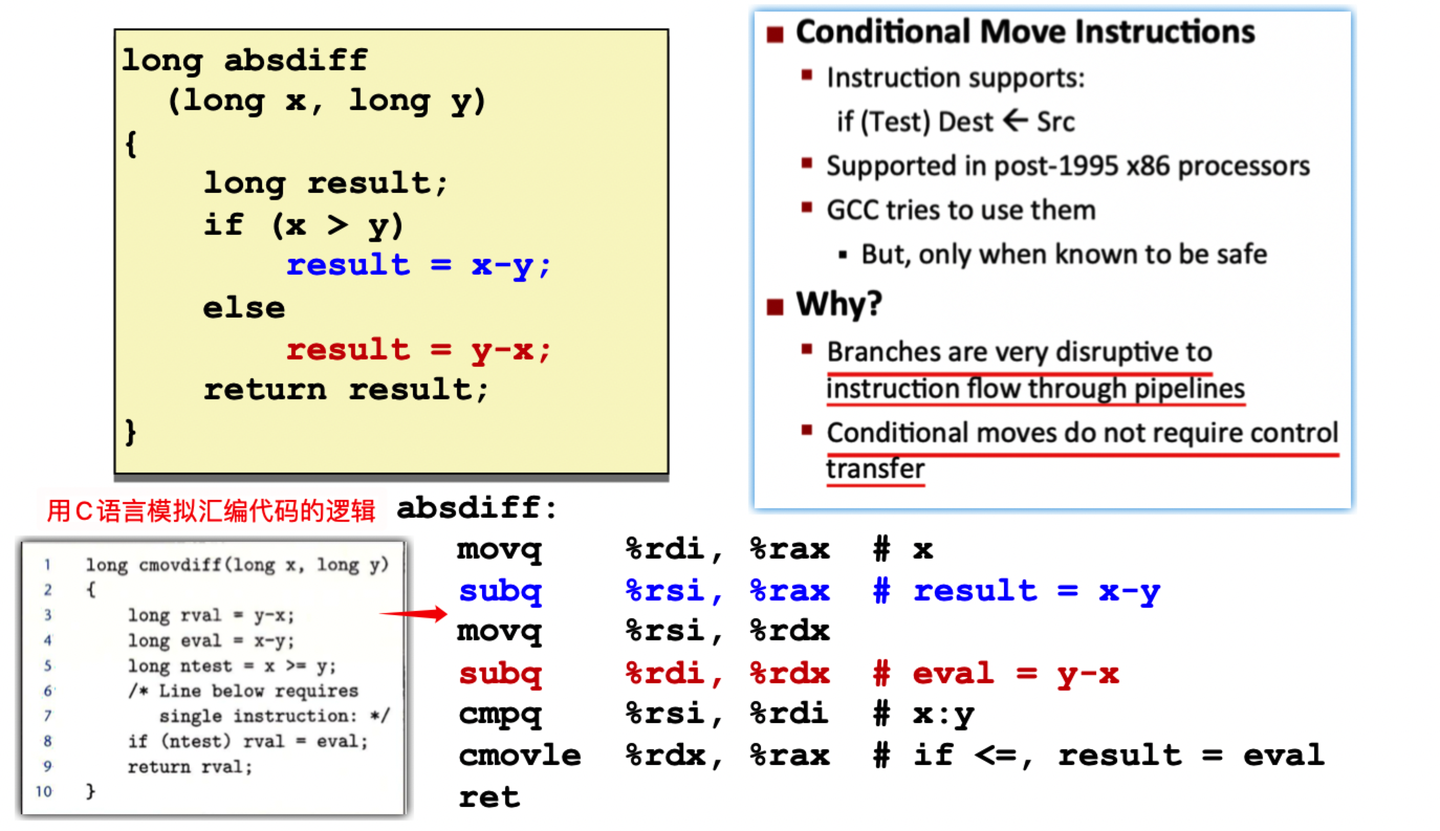 long absdiff
(long x, long y)
{
long result;
if (x > y)
result = x-y;
else
result = y-x;
return result;
}
■ Conditional Move Instructions
▪ Instruction supports:
if (Test) Dest ← Src
▪ Supported in post-1995 x86 processors
▪ GCC tries to use them
▪ But, only when known to be safe
■ Why?
▪ Branches are very disruptive to
instruction flow through pipelines
▪ Conditional moves do not require control
transfer
用C语言模拟汇编代码的逻辑
1 long cmovdiff(long x, long y)
2 {
3 long rval = y-x;
4 long eval = x-y;
5 long ntest = x >= y;
6 /* Line below requires
7 single instruction: */
8 if (ntest) rval = eval;
9 return rval;
10 }
absdiff:
movq %rdi, %rax # x
subq %rsi, %rax # result = x-y
movq %rsi, %rdx
subq %rdi, %rdx # eval = y-x
cmpq %rsi, %rdi # x:y
cmovle %rdx, %rax # if <=, result = eval
ret